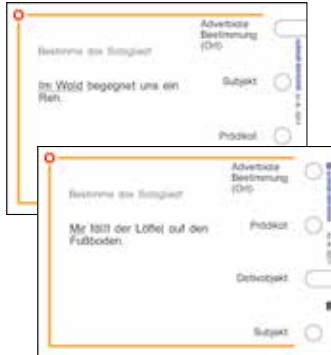 Adverbiale
Bestimmung
(Ort)
Bestimme das Satzglied!
Im Wald begegnet uns ein
Reh.
Subjekt
Prädikat
Adverbiale
Bestimmung
(Ort)
Bestimme das Satzglied!
Mir fällt der Löffel auf den
Fußboden.
Prädikat
Dativobjekt
Subjekt